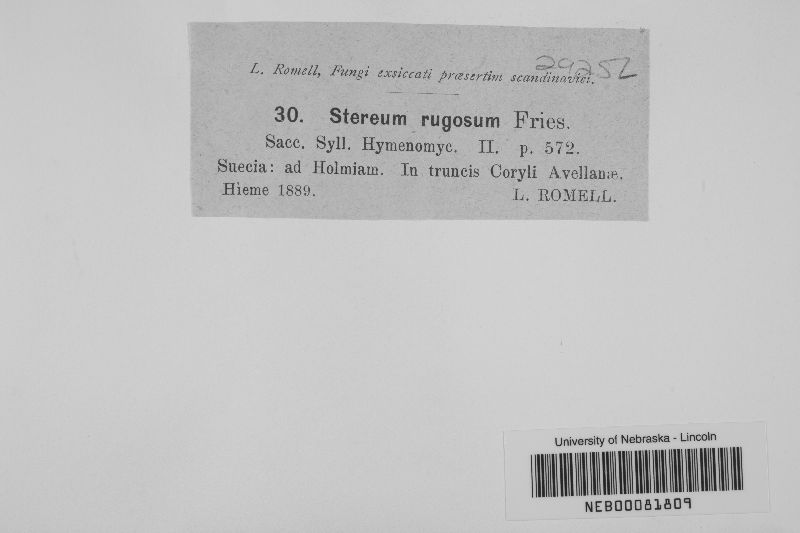 29252
L. Romell, Fungi exsiccati præsertim scandinavici.
30. Stereum rugosum Fries.
Sacc. Syll. Hymenomyc. II. p. 572.
Suecia: ad Holmiam. In truncis Coryli Avellanæ.
Hieme 1889. L. ROMELL.
University of Nebraska - Lincoln
NEB00081809